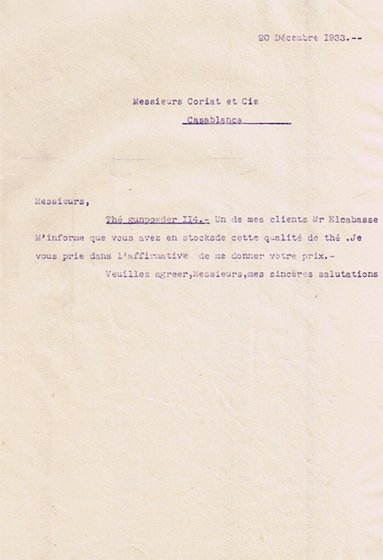 20 Décembre 1933.--
Messieurs Coriat et Cie
Casablanca
Messieurs,
Thé gunpowder II4.- Un de mes clients Mr Elcabasse
M'informe que vous avez en stocksde cette qualité de thé .Je
vous prie dans l'affirmative de me donner votre prix.-
Veuillez agreer,Messieurs,mes sincères salutations